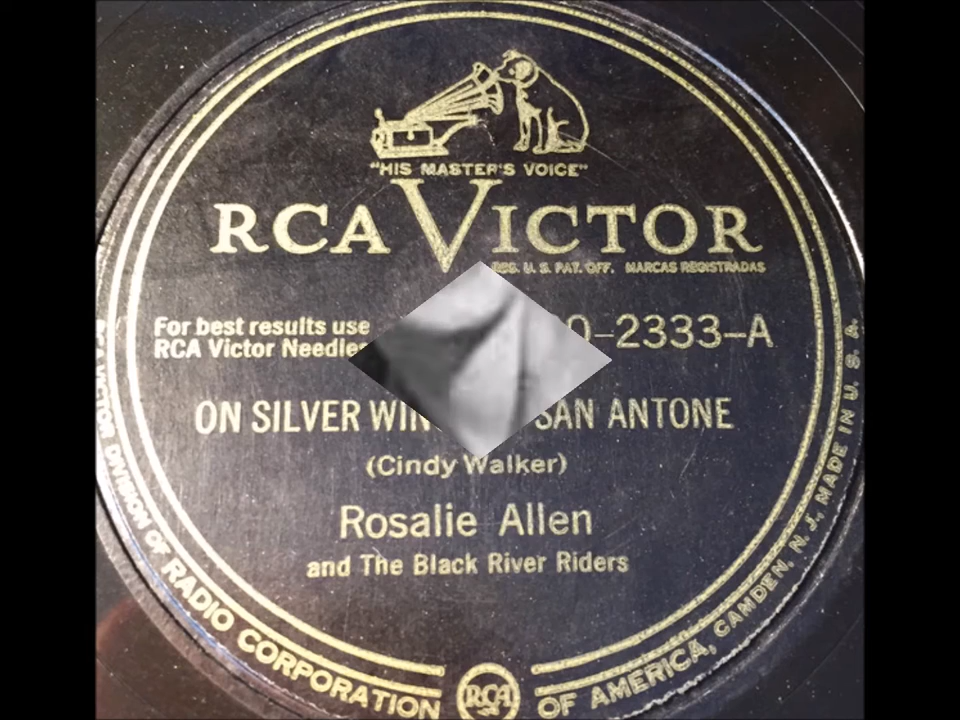 "HIS MASTER'S VOICE"
RCA VICTOR
REG. U. S. PAT. OFF. MARCAS REGISTRADAS
For best results use
RCA Victor Needles
0-2333-A
ON SILVER WIN SAN ANTONE
(Cindy Walker)
Rosalie Allen
and The Black River Riders
RCA VICTOR DIVISION OF RADIO CORPORATION OF AMERICA, CAMDEN, N. J., MADE IN U. S. A.
RCA